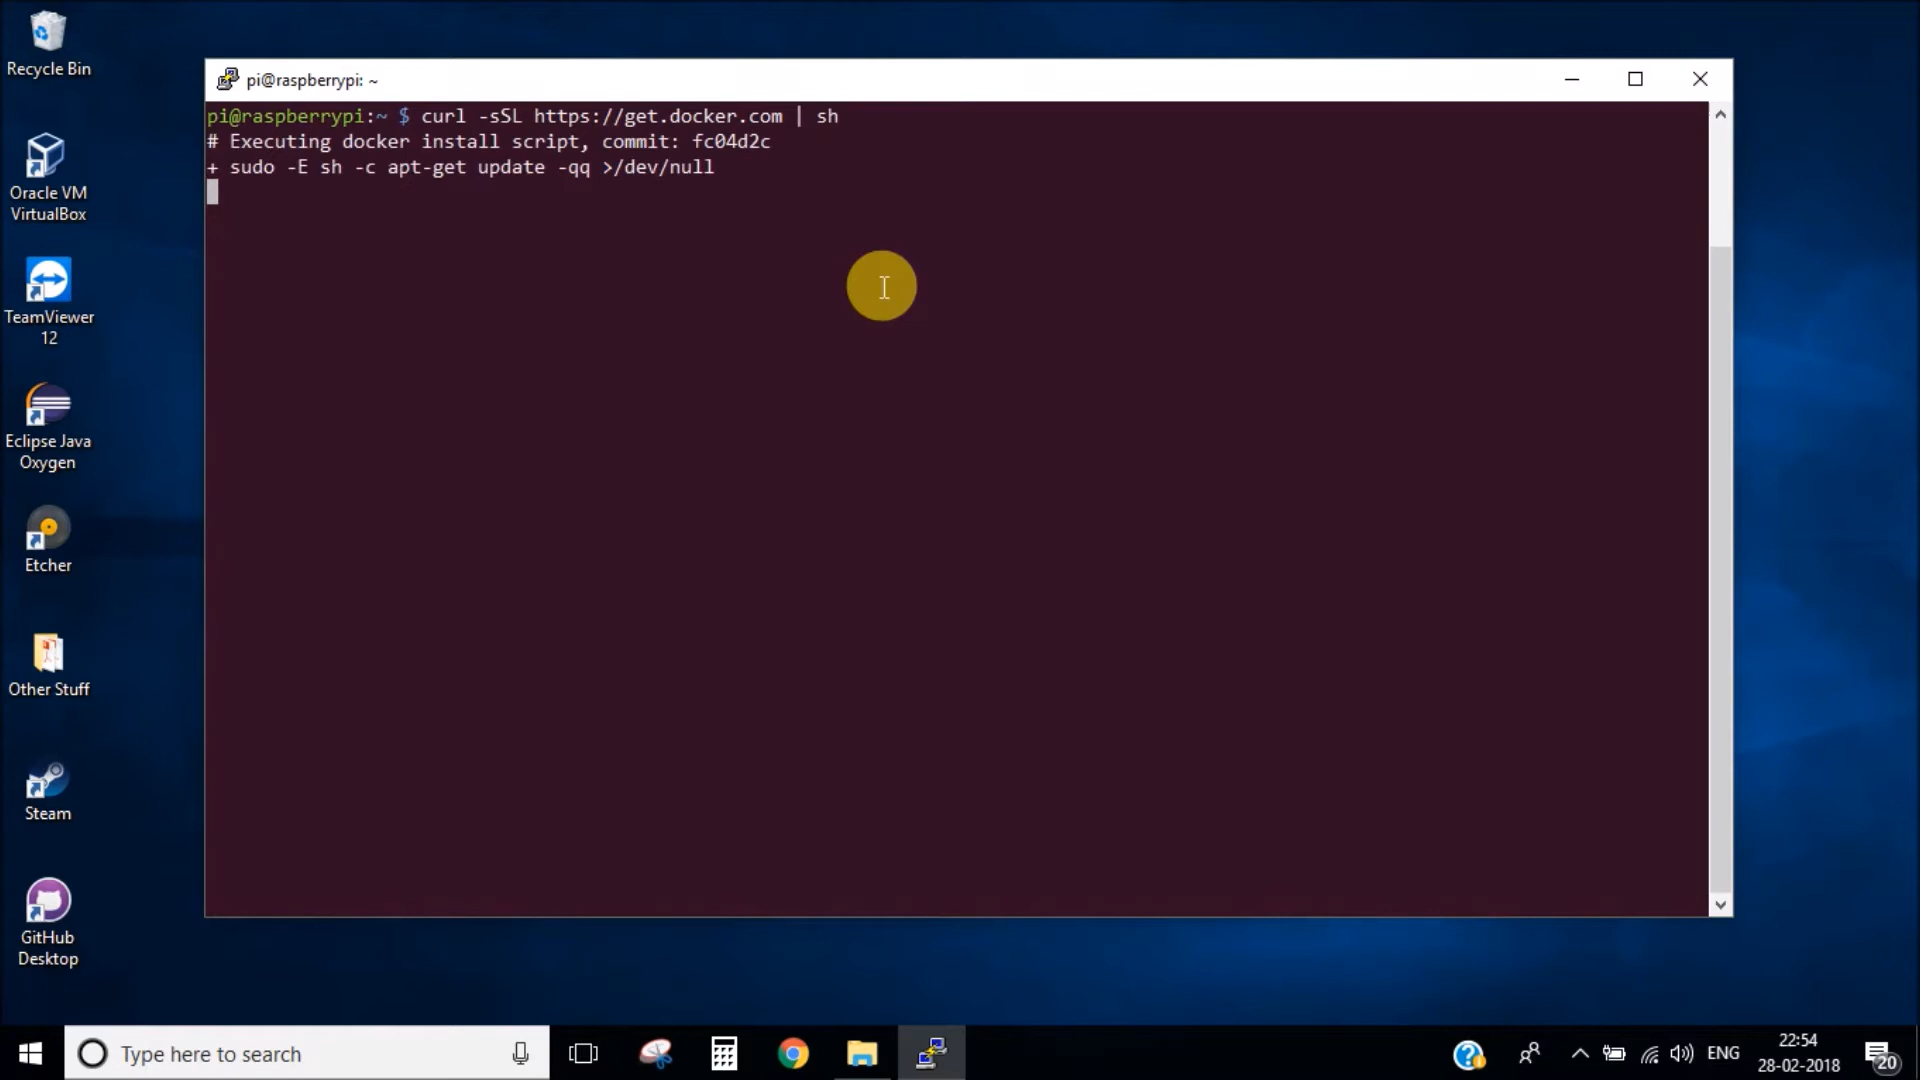 Recycle Bin
Oracle VM
VirtualBox
TeamViewer
12
Eclipse Java
Oxygen
Etcher
Other Stuff
Steam
GitHub
Desktop
pi@raspberrypi: ~
pi@raspberrypi:~ $ curl -sSL https://get.docker.com | sh
# Executing docker install script, commit: fc04d2c
+ sudo -E sh -c apt-get update -qq >/dev/null
Type here to search
ENG
22:54
28-02-2018
20